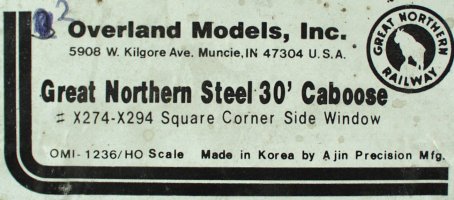 2
Overland Models, Inc.
5908 W. Kilgore Ave. Muncie, IN 47304 U.S.A.
GREAT NORTHERN RAILWAY
Great Northern Steel 30' Caboose
# X274-X294 Square Corner Side Window
OMI-1236/HO Scale Made in Korea by Ajin Precision Mfg.